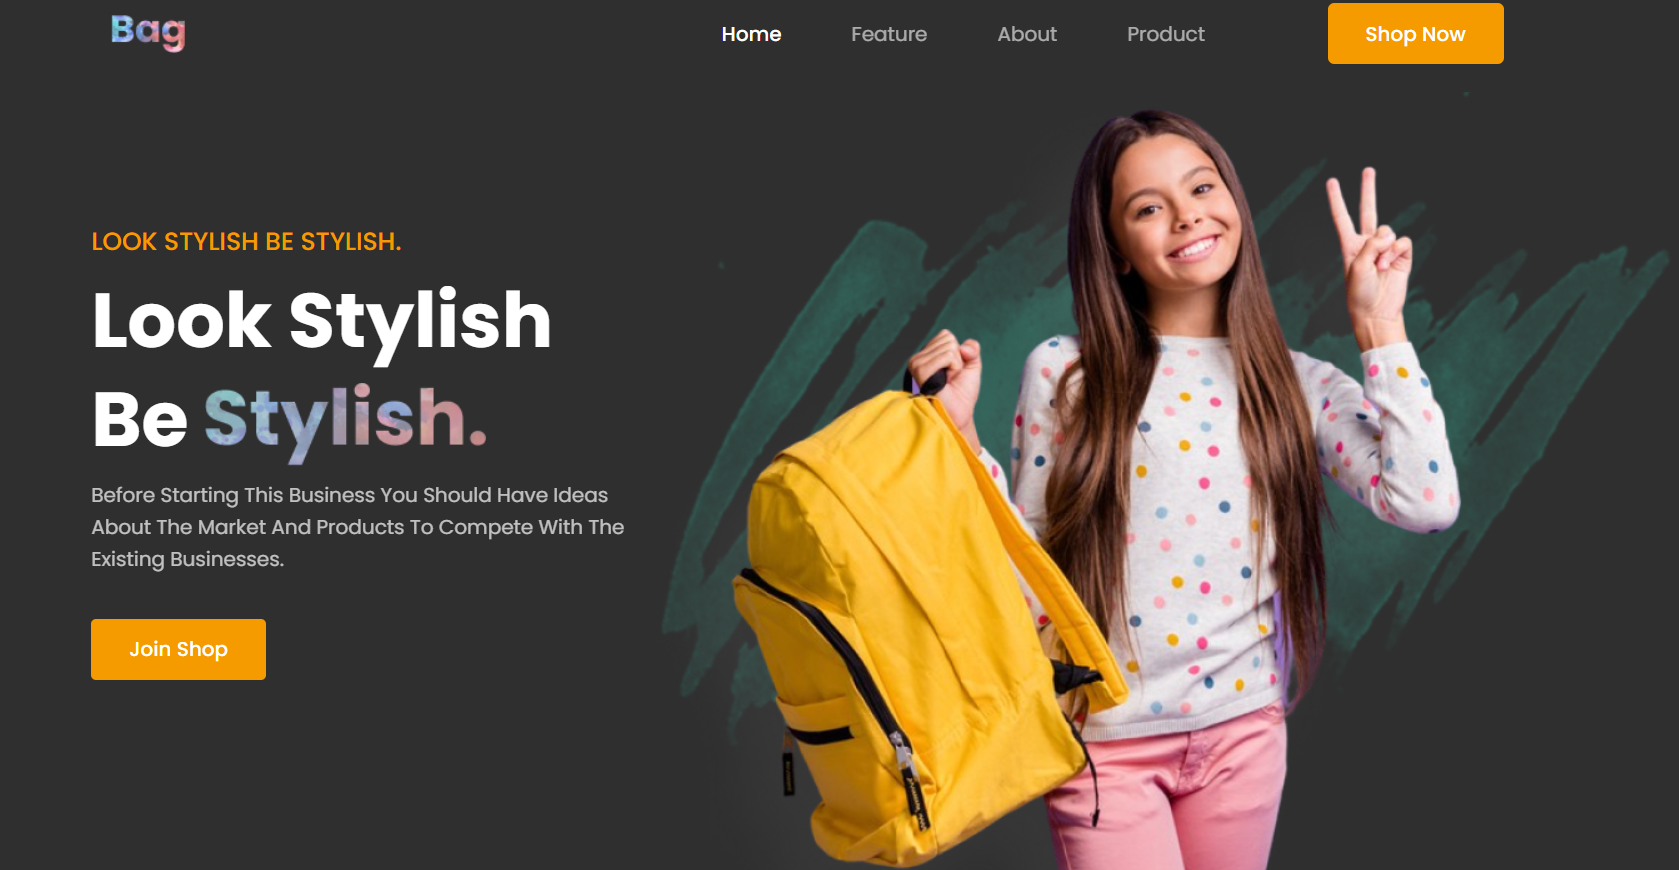 Bag
Home Feature About Product Shop Now
LOOK STYLISH BE STYLISH.
Look Stylish
Be Stylish.
Before Starting This Business You Should Have Ideas
About The Market And Products To Compete With The
Existing Businesses.
Join Shop